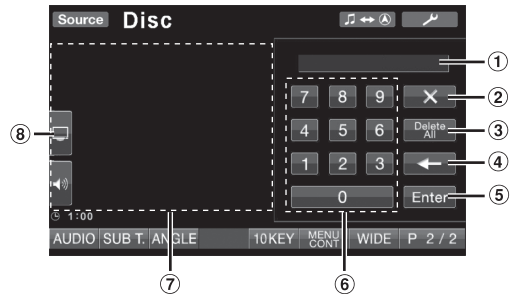 Source Disc
①
7 8 9 ②
4 5 6 Delete All ③
1 2 3 ④
0 Enter ⑤
⑧
1:00
AUDIO SUB T. ANGLE 10KEY MENU CONT WIDE P 2 / 2
⑦ ⑥